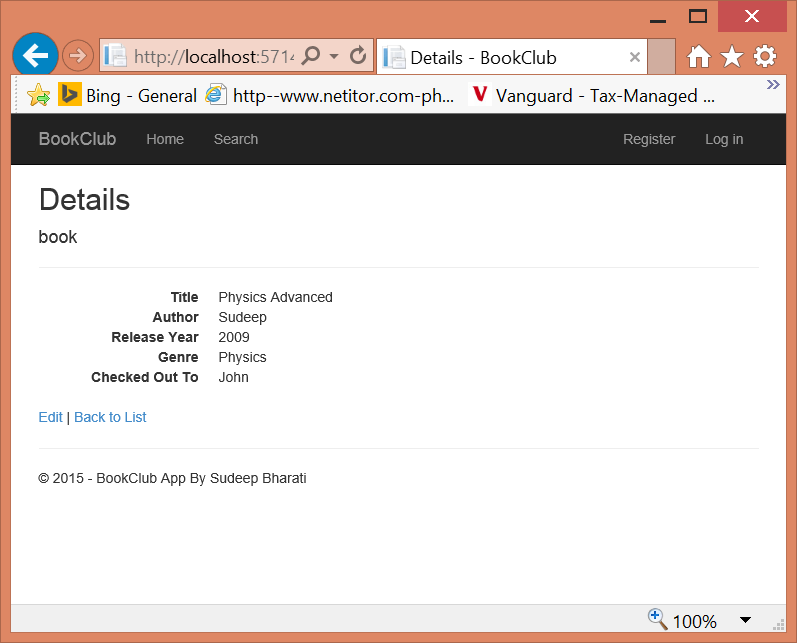 http://localhost:5714
Details - BookClub
Bing - General http--www.netitor.com-ph... Vanguard - Tax-Managed ...
BookClub Home Search Register Log in
Details
book
Title Physics Advanced
Author Sudeep
Release Year 2009
Genre Physics
Checked Out To John
Edit | Back to List
© 2015 - BookClub App By Sudeep Bharati
100%